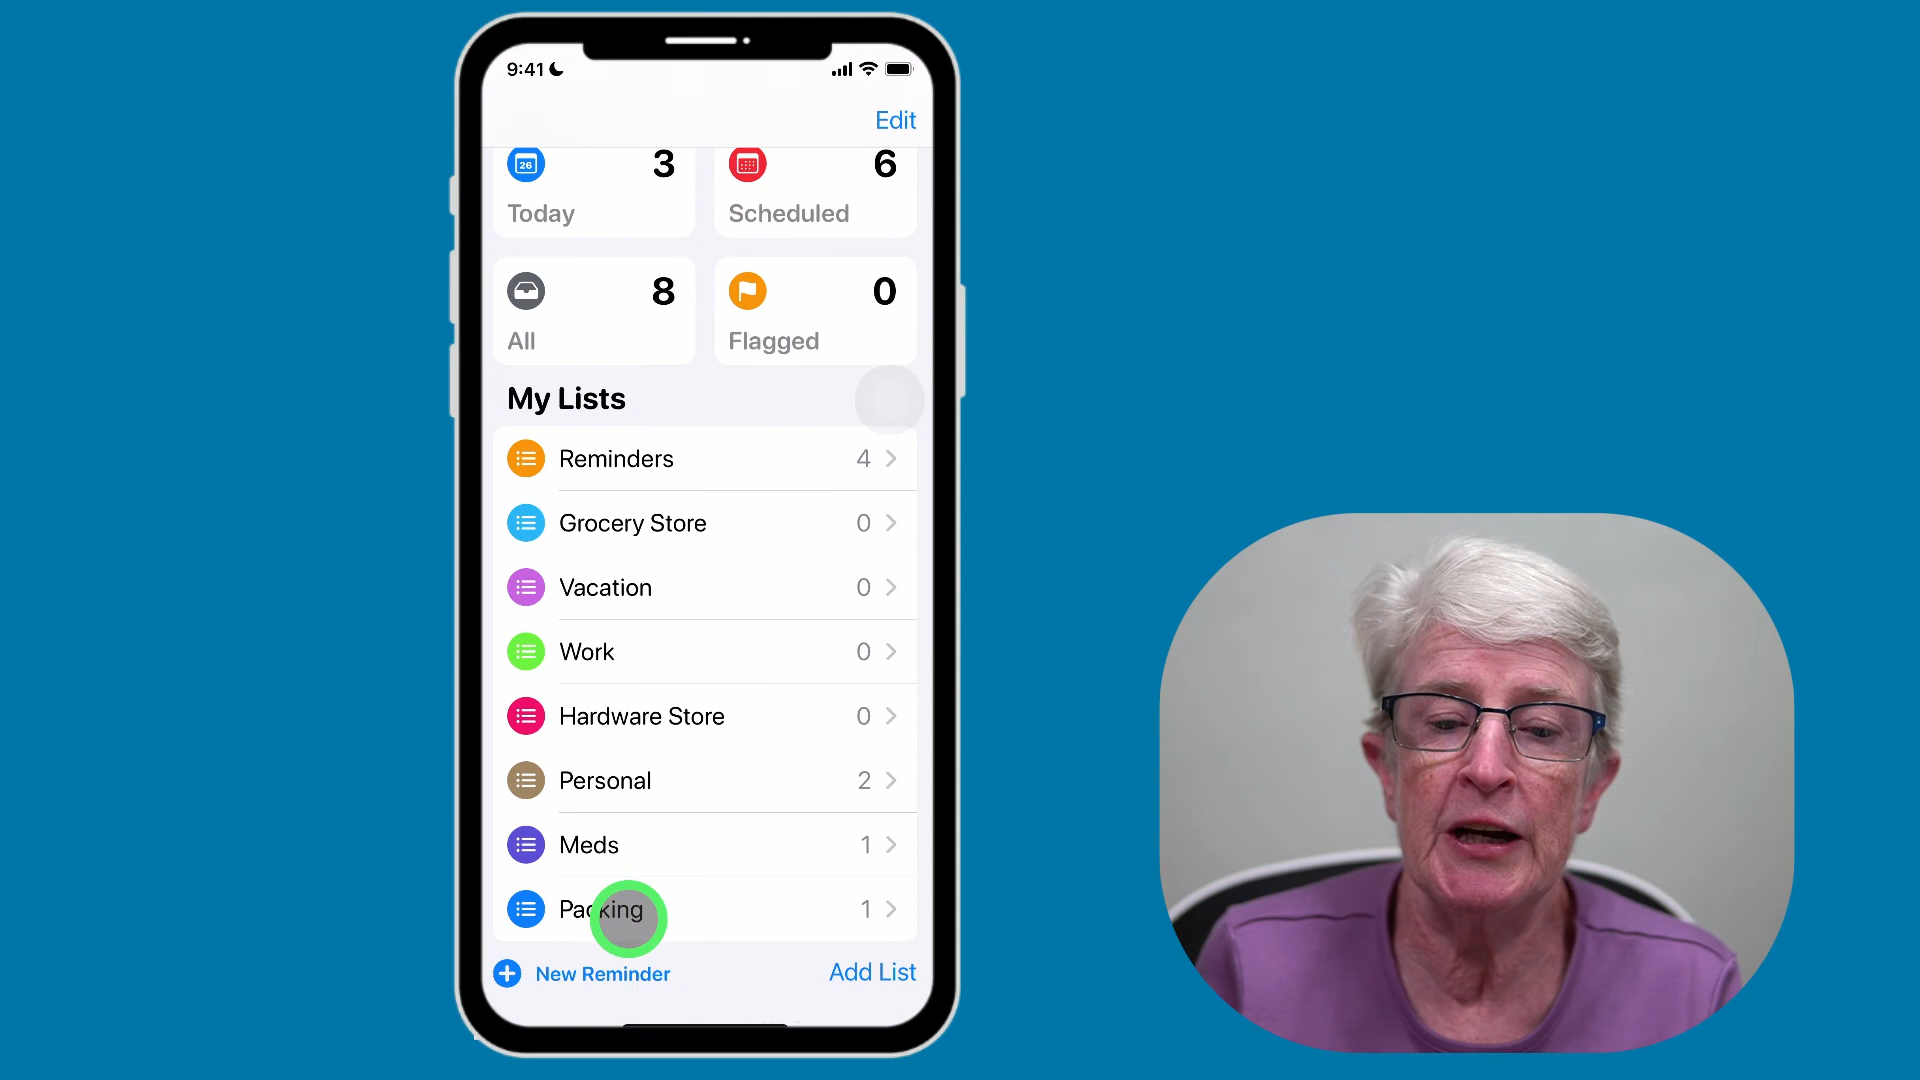 9:41
Edit
26 3
6
Today
Scheduled
8
0
All
Flagged
My Lists
Reminders 4
Grocery Store 0
Vacation 0
Work 0
Hardware Store 0
Personal 2
Meds 1
Packing 1
New Reminder
Add List